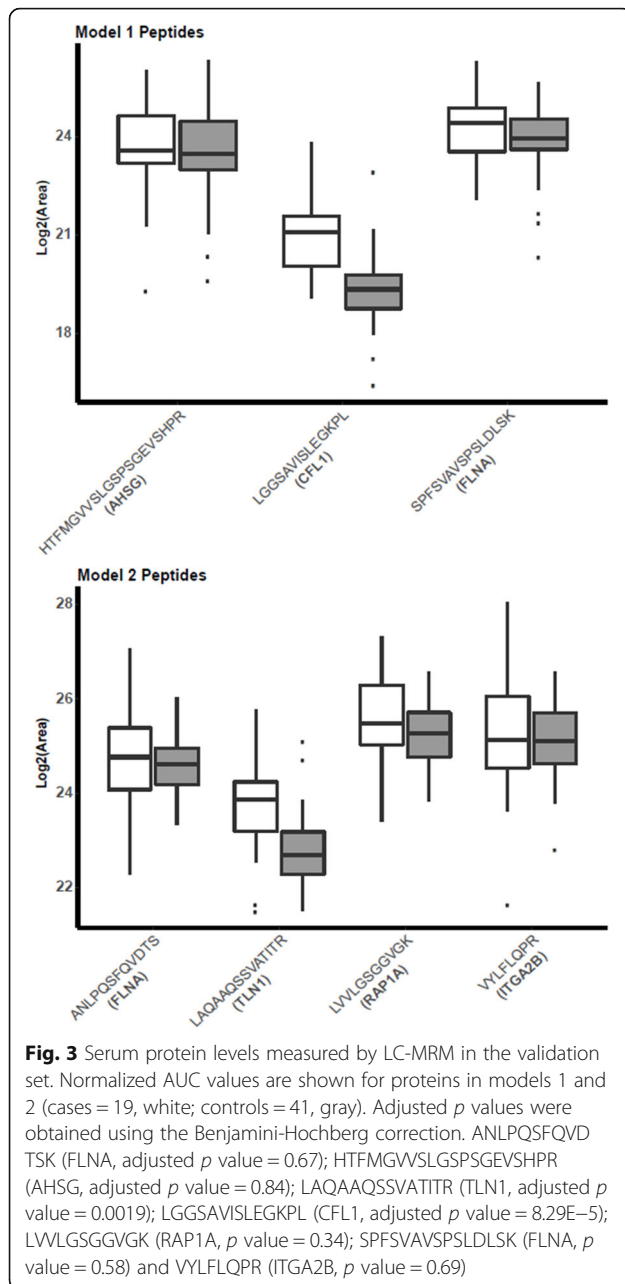 Model 1 Peptides
24
21
18
Log2(Area)
HTFMGVVSLGSPSGEVSHPR
(AHSG)
LGGSAVISLEGKPL
(CFL1)
SPFSVAVSPSLDLSK
(FLNA)
Model 2 Peptides
28
26
24
22
Log2(Area)
ANLPQSFQVDTS
(FLNA)
LAQAAQSSVATITR
(TLN1)
LVVLGSGGVGK
(RAP1A)
VYLFLQPR
(ITGA2B)
Fig. 3 Serum protein levels measured by LC-MRM in the validation
set. Normalized AUC values are shown for proteins in models 1 and
2 (cases = 19, white; controls = 41, gray). Adjusted p values were
obtained using the Benjamini-Hochberg correction. ANLPQSFQVD
TSK (FLNA, adjusted p value = 0.67); HTFMGVVSLGSPSGEVSHPR
(AHSG, adjusted p value = 0.84); LAQAAQSSVATITR (TLN1, adjusted p
value = 0.0019); LGGSAVISLEGKPL (CFL1, adjusted p value = 8.29E−5);
LVVLGSGGVGK (RAP1A, p value = 0.34); SPFSVAVSPSLDLSK (FLNA, p
value = 0.58) and VYLFLQPR (ITGA2B, p value = 0.69)